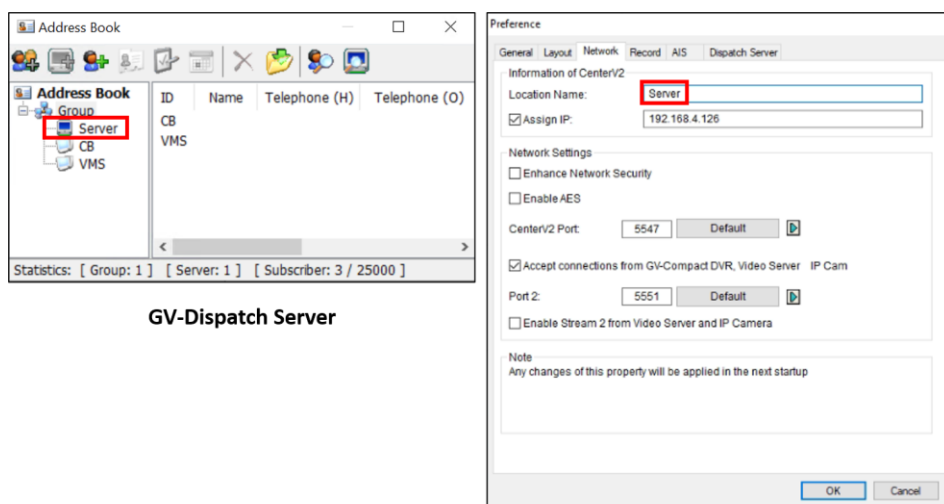 Address Book
Address Book
Group
Server
CB
VMS
ID Name Telephone (H) Telephone (O)
CB
VMS
Statistics: [ Group: 1 ] [ Server: 1 ] [ Subscriber: 3 / 25000 ]
GV-Dispatch Server
Preference
General Layout Network Record AIS Dispatch Server
Information of CenterV2
Location Name: Server
Assign IP: 192.168.4.126
Network Settings
Enhance Network Security
Enable AES
CenterV2 Port: 5547 Default
Accept connections from GV-Compact DVR, Video Server IP Cam
Port 2: 5551 Default
Enable Stream 2 from Video Server and IP Camera
Note
Any changes of this property will be applied in the next startup
OK Cancel